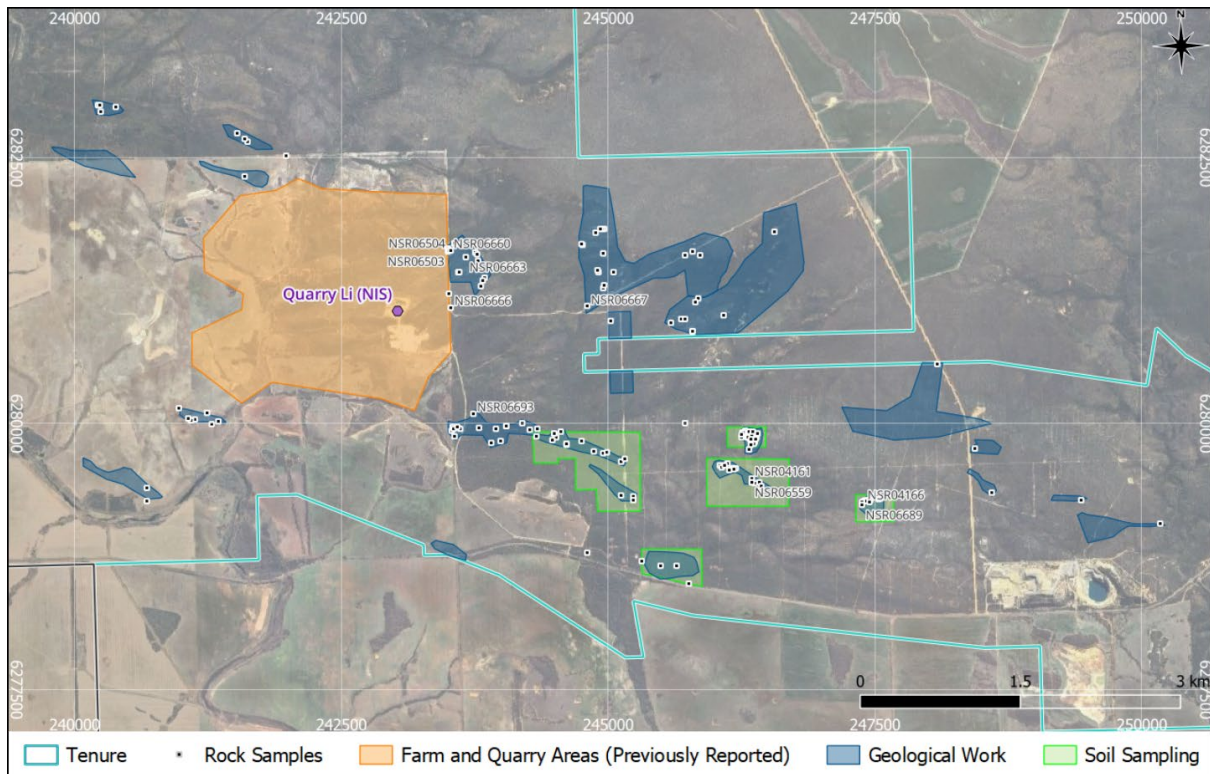 240000 242500 245000 247500 250000
N
6282500 6282500
NSR06504 NSR06660
NSR06503 NSR06663
Quarry Li (NIS)
NSR06666 NSR06667
NSR06693
6280000 6280000
NSR04161
NSR06559
NSR04166
NSR06689
6277500 6277500
0 1.5 3 km
240000 242500 245000 247500 250000
Tenure Rock Samples Farm and Quarry Areas (Previously Reported) Geological Work Soil Sampling